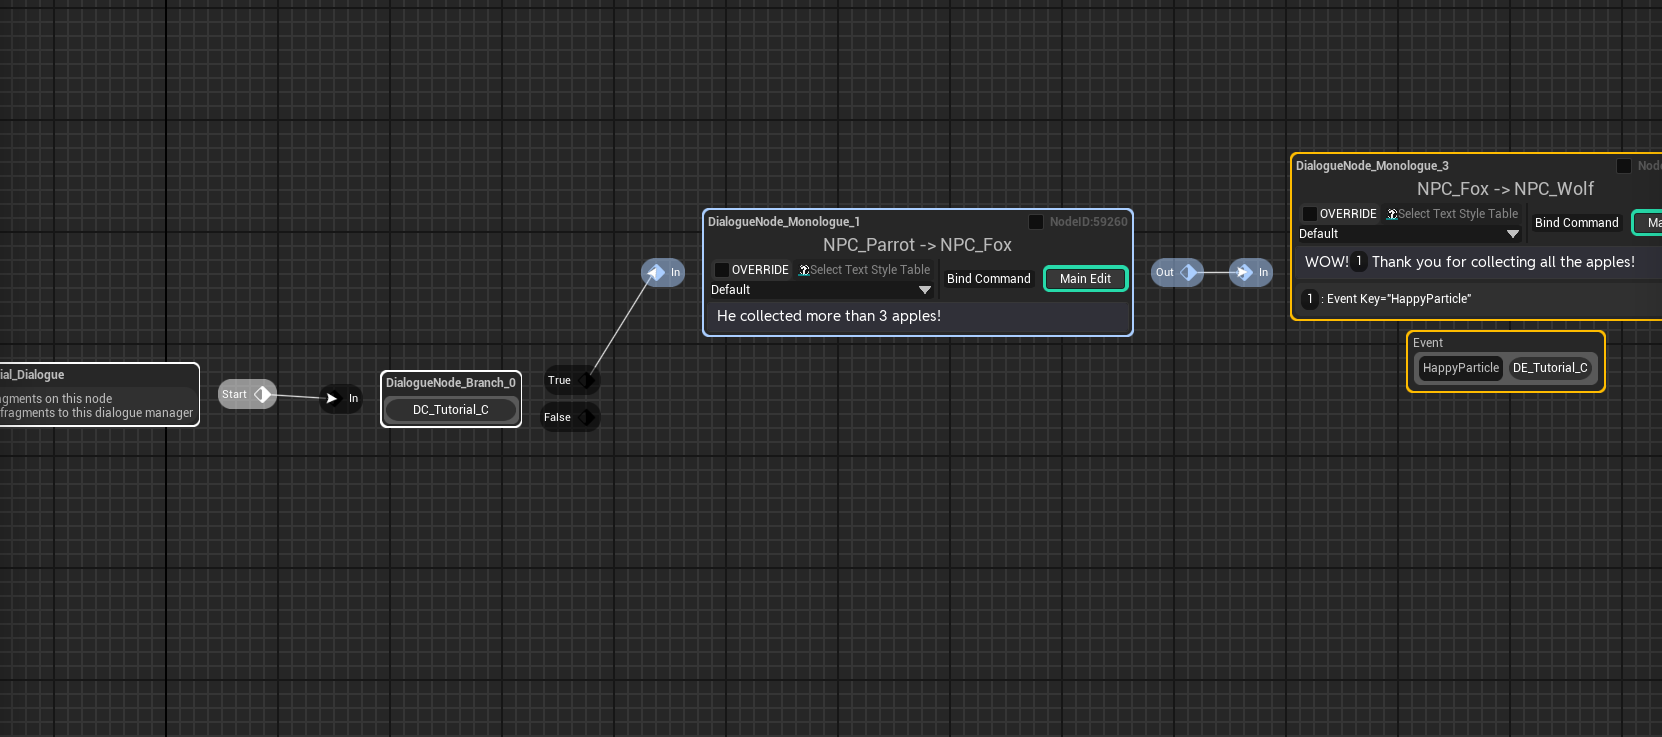 ial_Dialogue
agments on this node
fragments to this dialogue manager
Start
In
DialogueNode_Branch_0
DC_Tutorial_C
True
False
In
DialogueNode_Monologue_1
NodeID:59260
NPC_Parrot -> NPC_Fox
OVERRIDE
Select Text Style Table
Default
Bind Command
Main Edit
He collected more than 3 apples!
Out
In
DialogueNode_Monologue_3
Node
NPC_Fox -> NPC_Wolf
OVERRIDE
Select Text Style Table
Default
Bind Command
Ma
WOW! 1 Thank you for collecting all the apples!
1 : Event Key="HappyParticle"
Event
HappyParticle DE_Tutorial_C